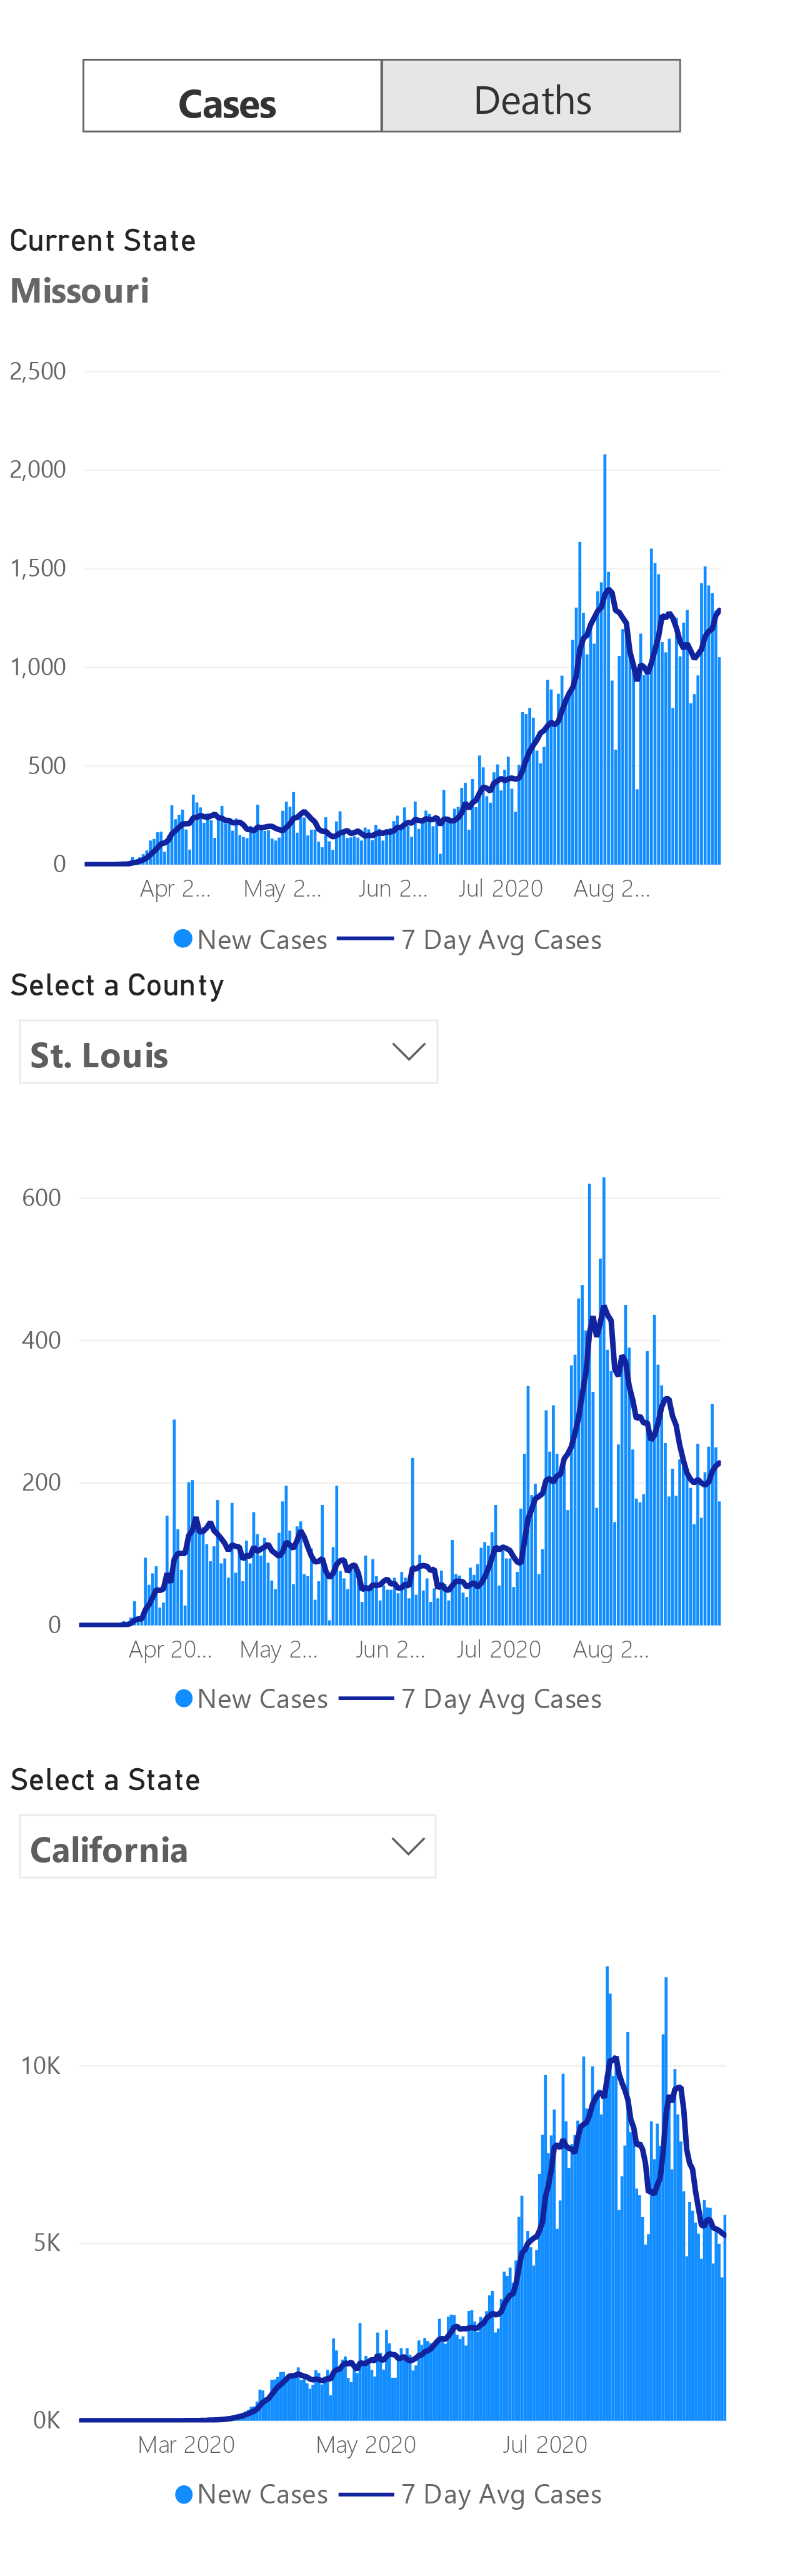 Cases Deaths
Current State
Missouri
2,500
2,000
1,500
1,000
500
0
Apr 2... May 2... Jun 2... Jul 2020 Aug 2...
New Cases 7 Day Avg Cases
Select a County
St. Louis
600
400
200
0
Apr 20... May 2... Jun 2... Jul 2020 Aug 2...
New Cases 7 Day Avg Cases
Select a State
California
10K
5K
0K
Mar 2020 May 2020 Jul 2020
New Cases 7 Day Avg Cases